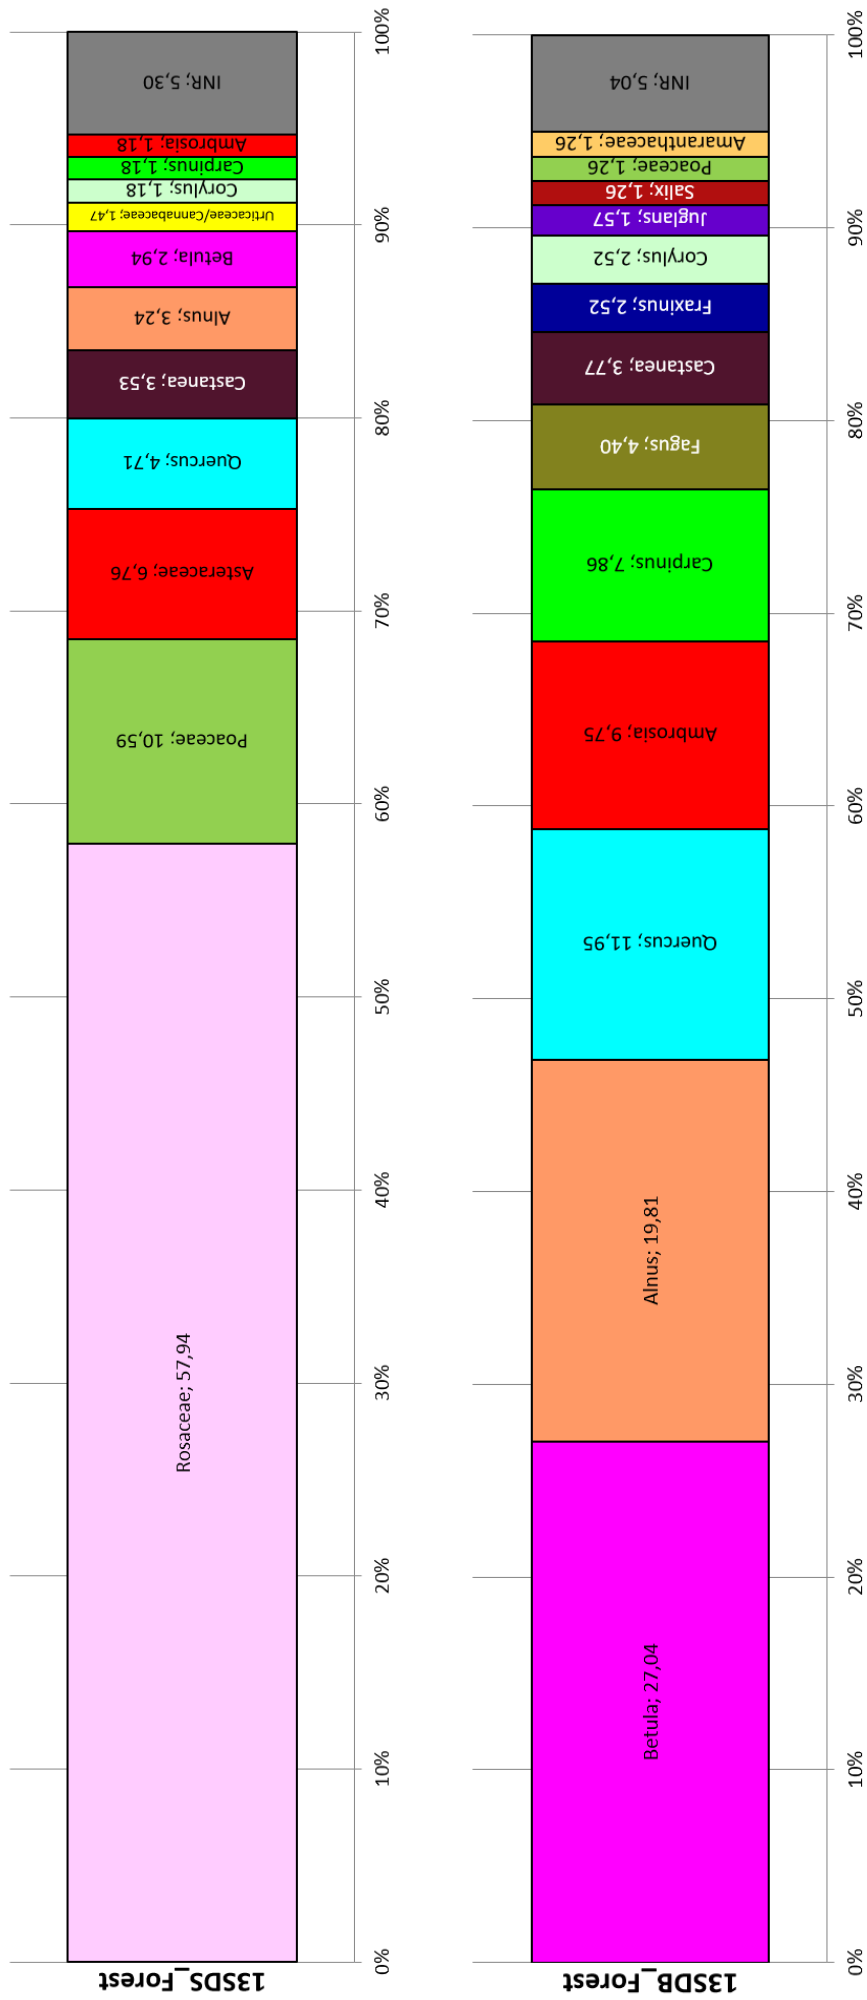 13SDS_Forest
Rosaceae; 57,94
Poaceae; 10,59
Asteraceae; 6,76
Quercus; 4,71
Castanea; 3,53
Alnus; 3,24
Betula; 2,94
Urticaceae/Cannabaceae; 1,47
Corylus; 1,18
Carpinus; 1,18
Ambrosia; 1,18
INR; 5,30
0%
10%
20%
30%
40%
50%
60%
70%
80%
90%
100%
13SDB_Forest
Betula; 27,04
Alnus; 19,81
Quercus; 11,95
Ambrosia; 9,75
Carpinus; 7,86
Fagus; 4,40
Castanea; 3,77
Fraxinus; 2,52
Corylus; 2,52
Juglans; 1,57
Salix; 1,26
Poaceae; 1,26
Amaranthaceae; 1,26
INR; 5,04
0%
10%
20%
30%
40%
50%
60%
70%
80%
90%
100%